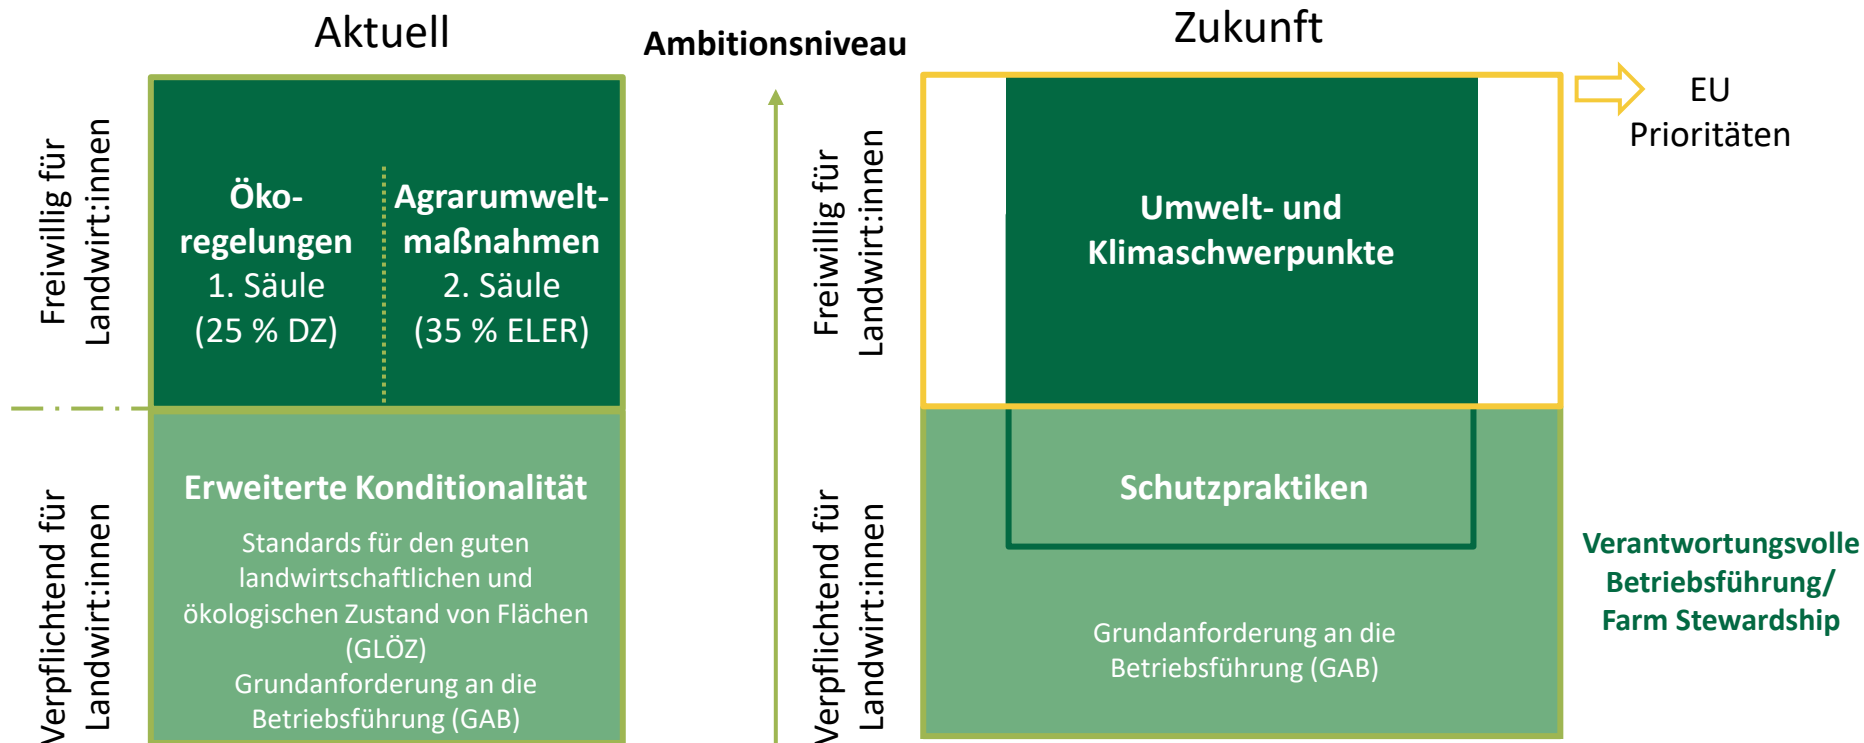 Aktuell
Ambitionsniveau
Zukunft
Freiwillig für
Landwirt:innen
Öko-
regelungen
1. Säule
(25 % DZ)
Agrarumwelt-
maßnahmen
2. Säule
(35 % ELER)
Verpflichtend für
Landwirt:innen
Erweiterte Konditionalität
Standards für den guten
landwirtschaftlichen und
ökologischen Zustand von Flächen
(GLÖZ)
Grundanforderung an die
Betriebsführung (GAB)
Freiwillig für
Landwirt:innen
Umwelt- und
Klimaschwerpunkte
EU
Prioritäten
Verpflichtend für
Landwirt:innen
Schutzpraktiken
Grundanforderung an die
Betriebsführung (GAB)
Verantwortungsvolle
Betriebsführung/
Farm Stewardship